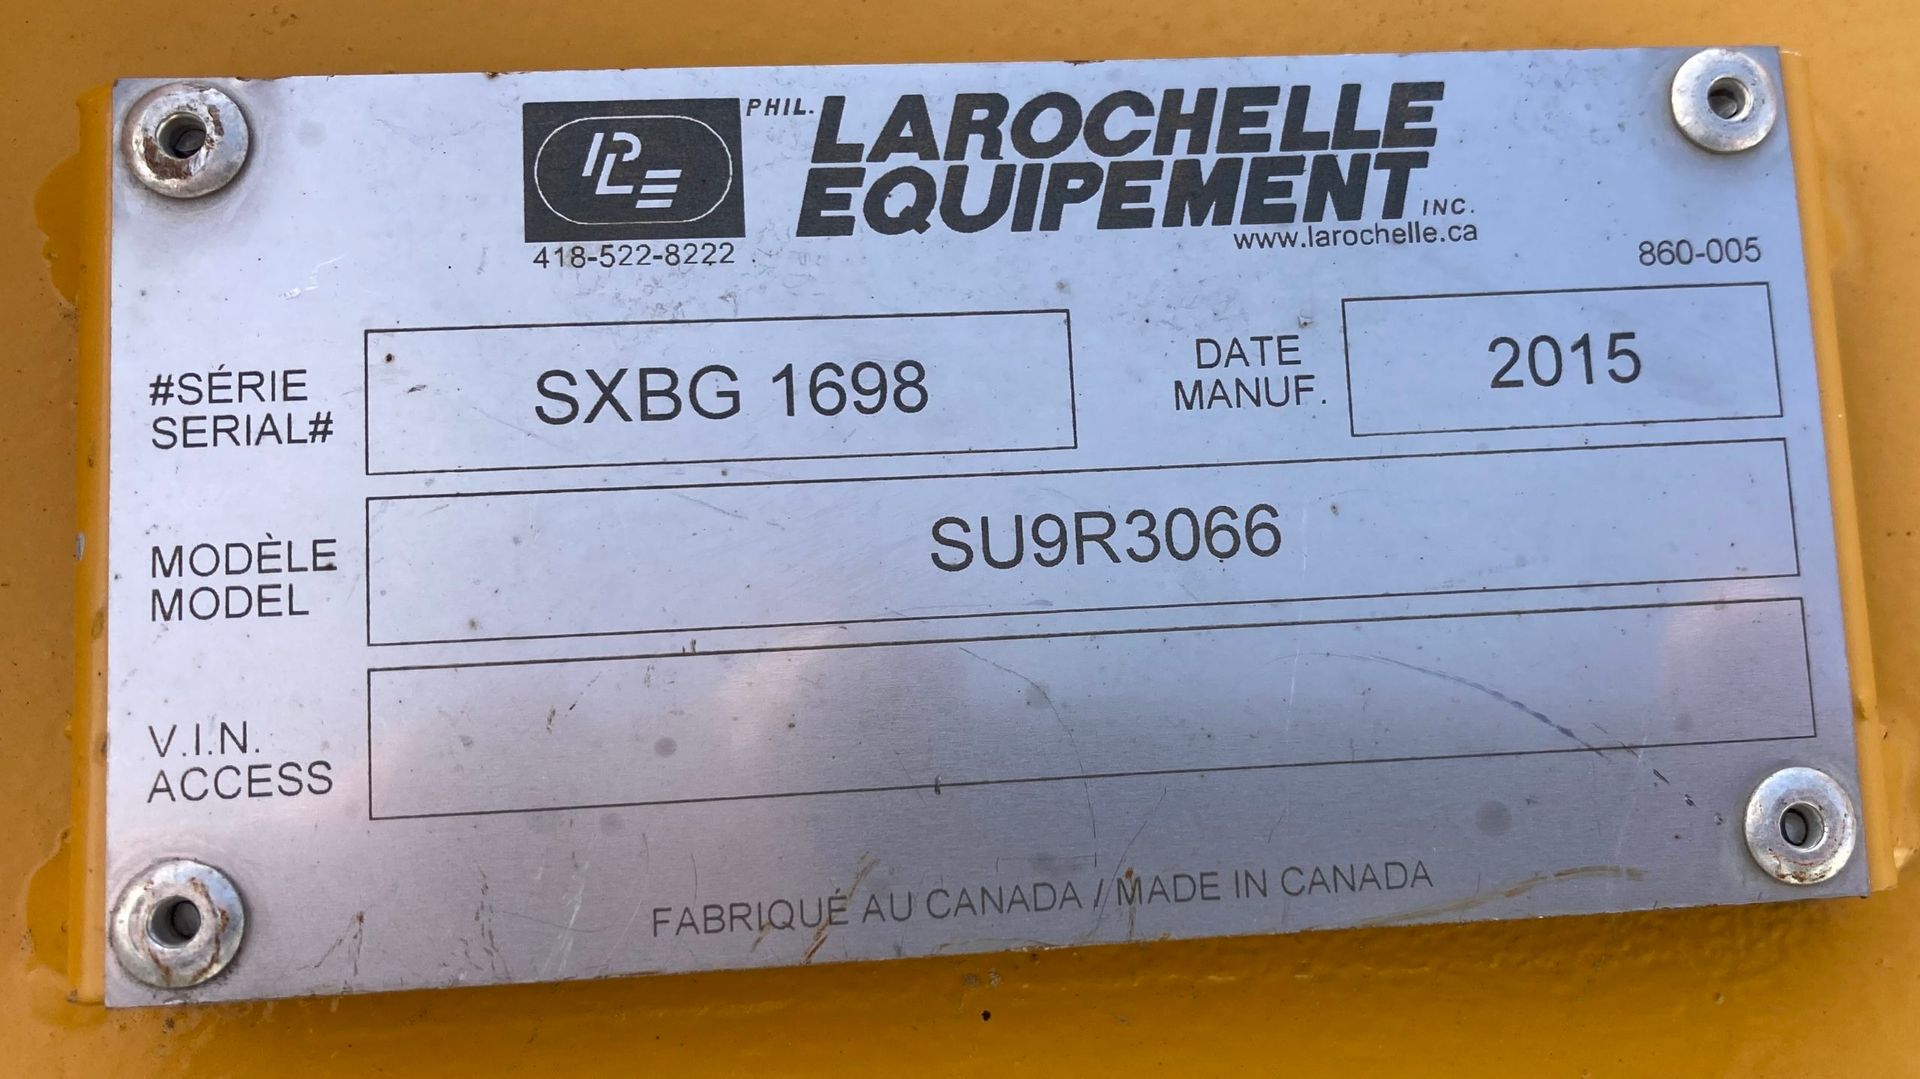 PLE
PHIL. LAROCHELLE
EQUIPEMENT INC.
418-522-8222
www.larochelle.ca
860-005
#SÉRIE
SERIAL#
SXBG 1698
DATE
MANUF.
2015
MODÈLE
MODEL
SU9R3066
V.I.N.
ACCESS
FABRIQUÉ AU CANADA / MADE IN CANADA